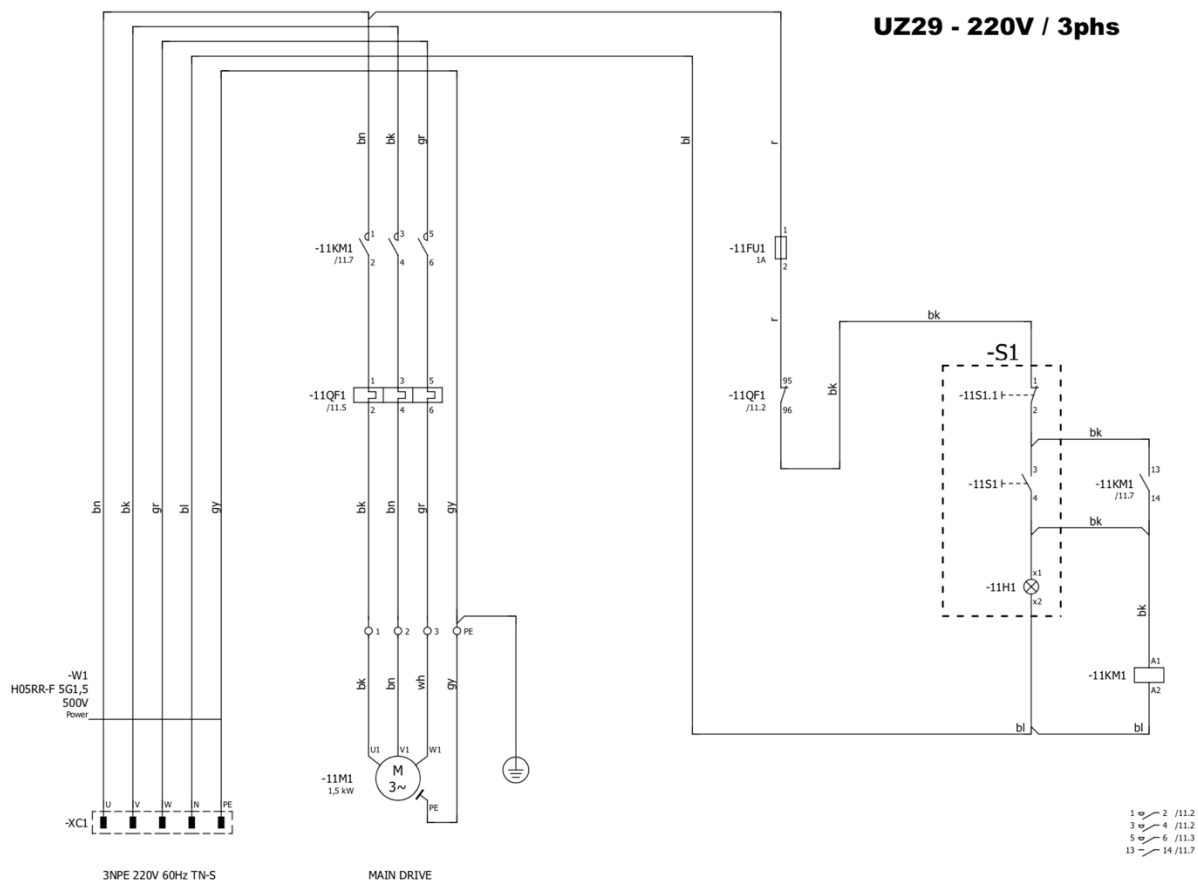 UZ29 - 220V / 3phs
bn
bk
gr
bl
r
-11KM1
/11.7
1
3
5
2
4
6
-11FU1
1A
1
2
r
bk
-S1
-11QF1
/11.5
1
3
5
2
4
6
-11QF1
/11.2
95
96
bk
-11S1.1
1
2
bk
-11S1
3
4
-11KM1
/11.7
13
14
bn
bk
gr
bl
gy
bk
bn
gr
gy
bk
-11H1
x1
x2
bk
1
2
3
PE
-W1
H05RR-F 5G1,5
500V
Power
bk
bn
wh
gy
-11KM1
A1
A2
bl
bl
U1
V1
W1
-11M1
1,5 kW
M
3~
PE
U
V
W
N
PE
-XC1
1 2 /11.2
3 4 /11.2
5 6 /11.3
13 14 /11.7
3NPE 220V 60Hz TN-S
MAIN DRIVE